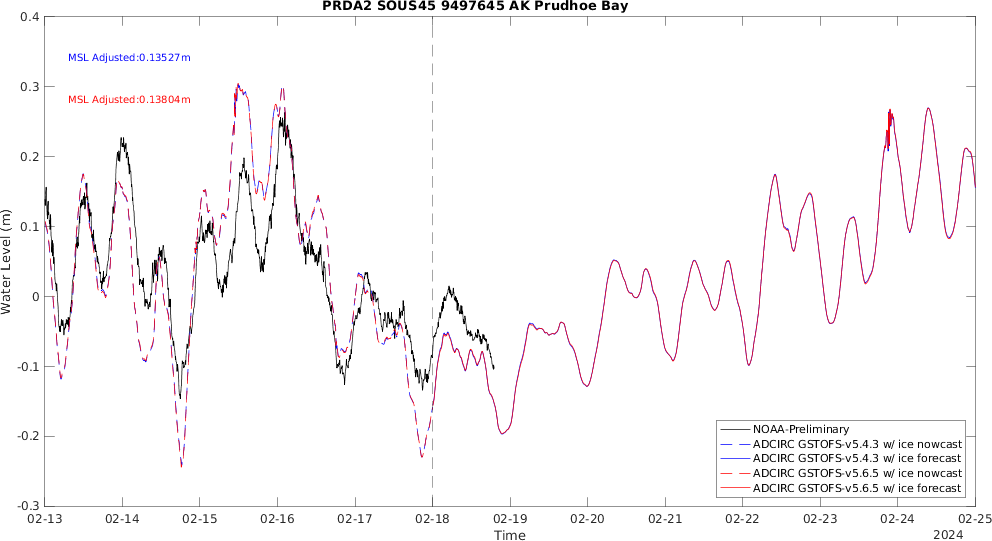 PRDA2 SOUS45 9497645 AK Prudhoe Bay
MSL Adjusted:0.13527m
MSL Adjusted:0.13804m
Water Level (m)
0.4
0.3
0.2
0.1
0
-0.1
-0.2
-0.3
NOAA-Preliminary
ADCIRC GSTOFS-v5.4.3 w/ ice nowcast
ADCIRC GSTOFS-v5.4.3 w/ ice forecast
ADCIRC GSTOFS-v5.6.5 w/ ice nowcast
ADCIRC GSTOFS-v5.6.5 w/ ice forecast
02-13 02-14 02-15 02-16 02-17 02-18 02-19 02-20 02-21 02-22 02-23 02-24 02-25
Time
2024